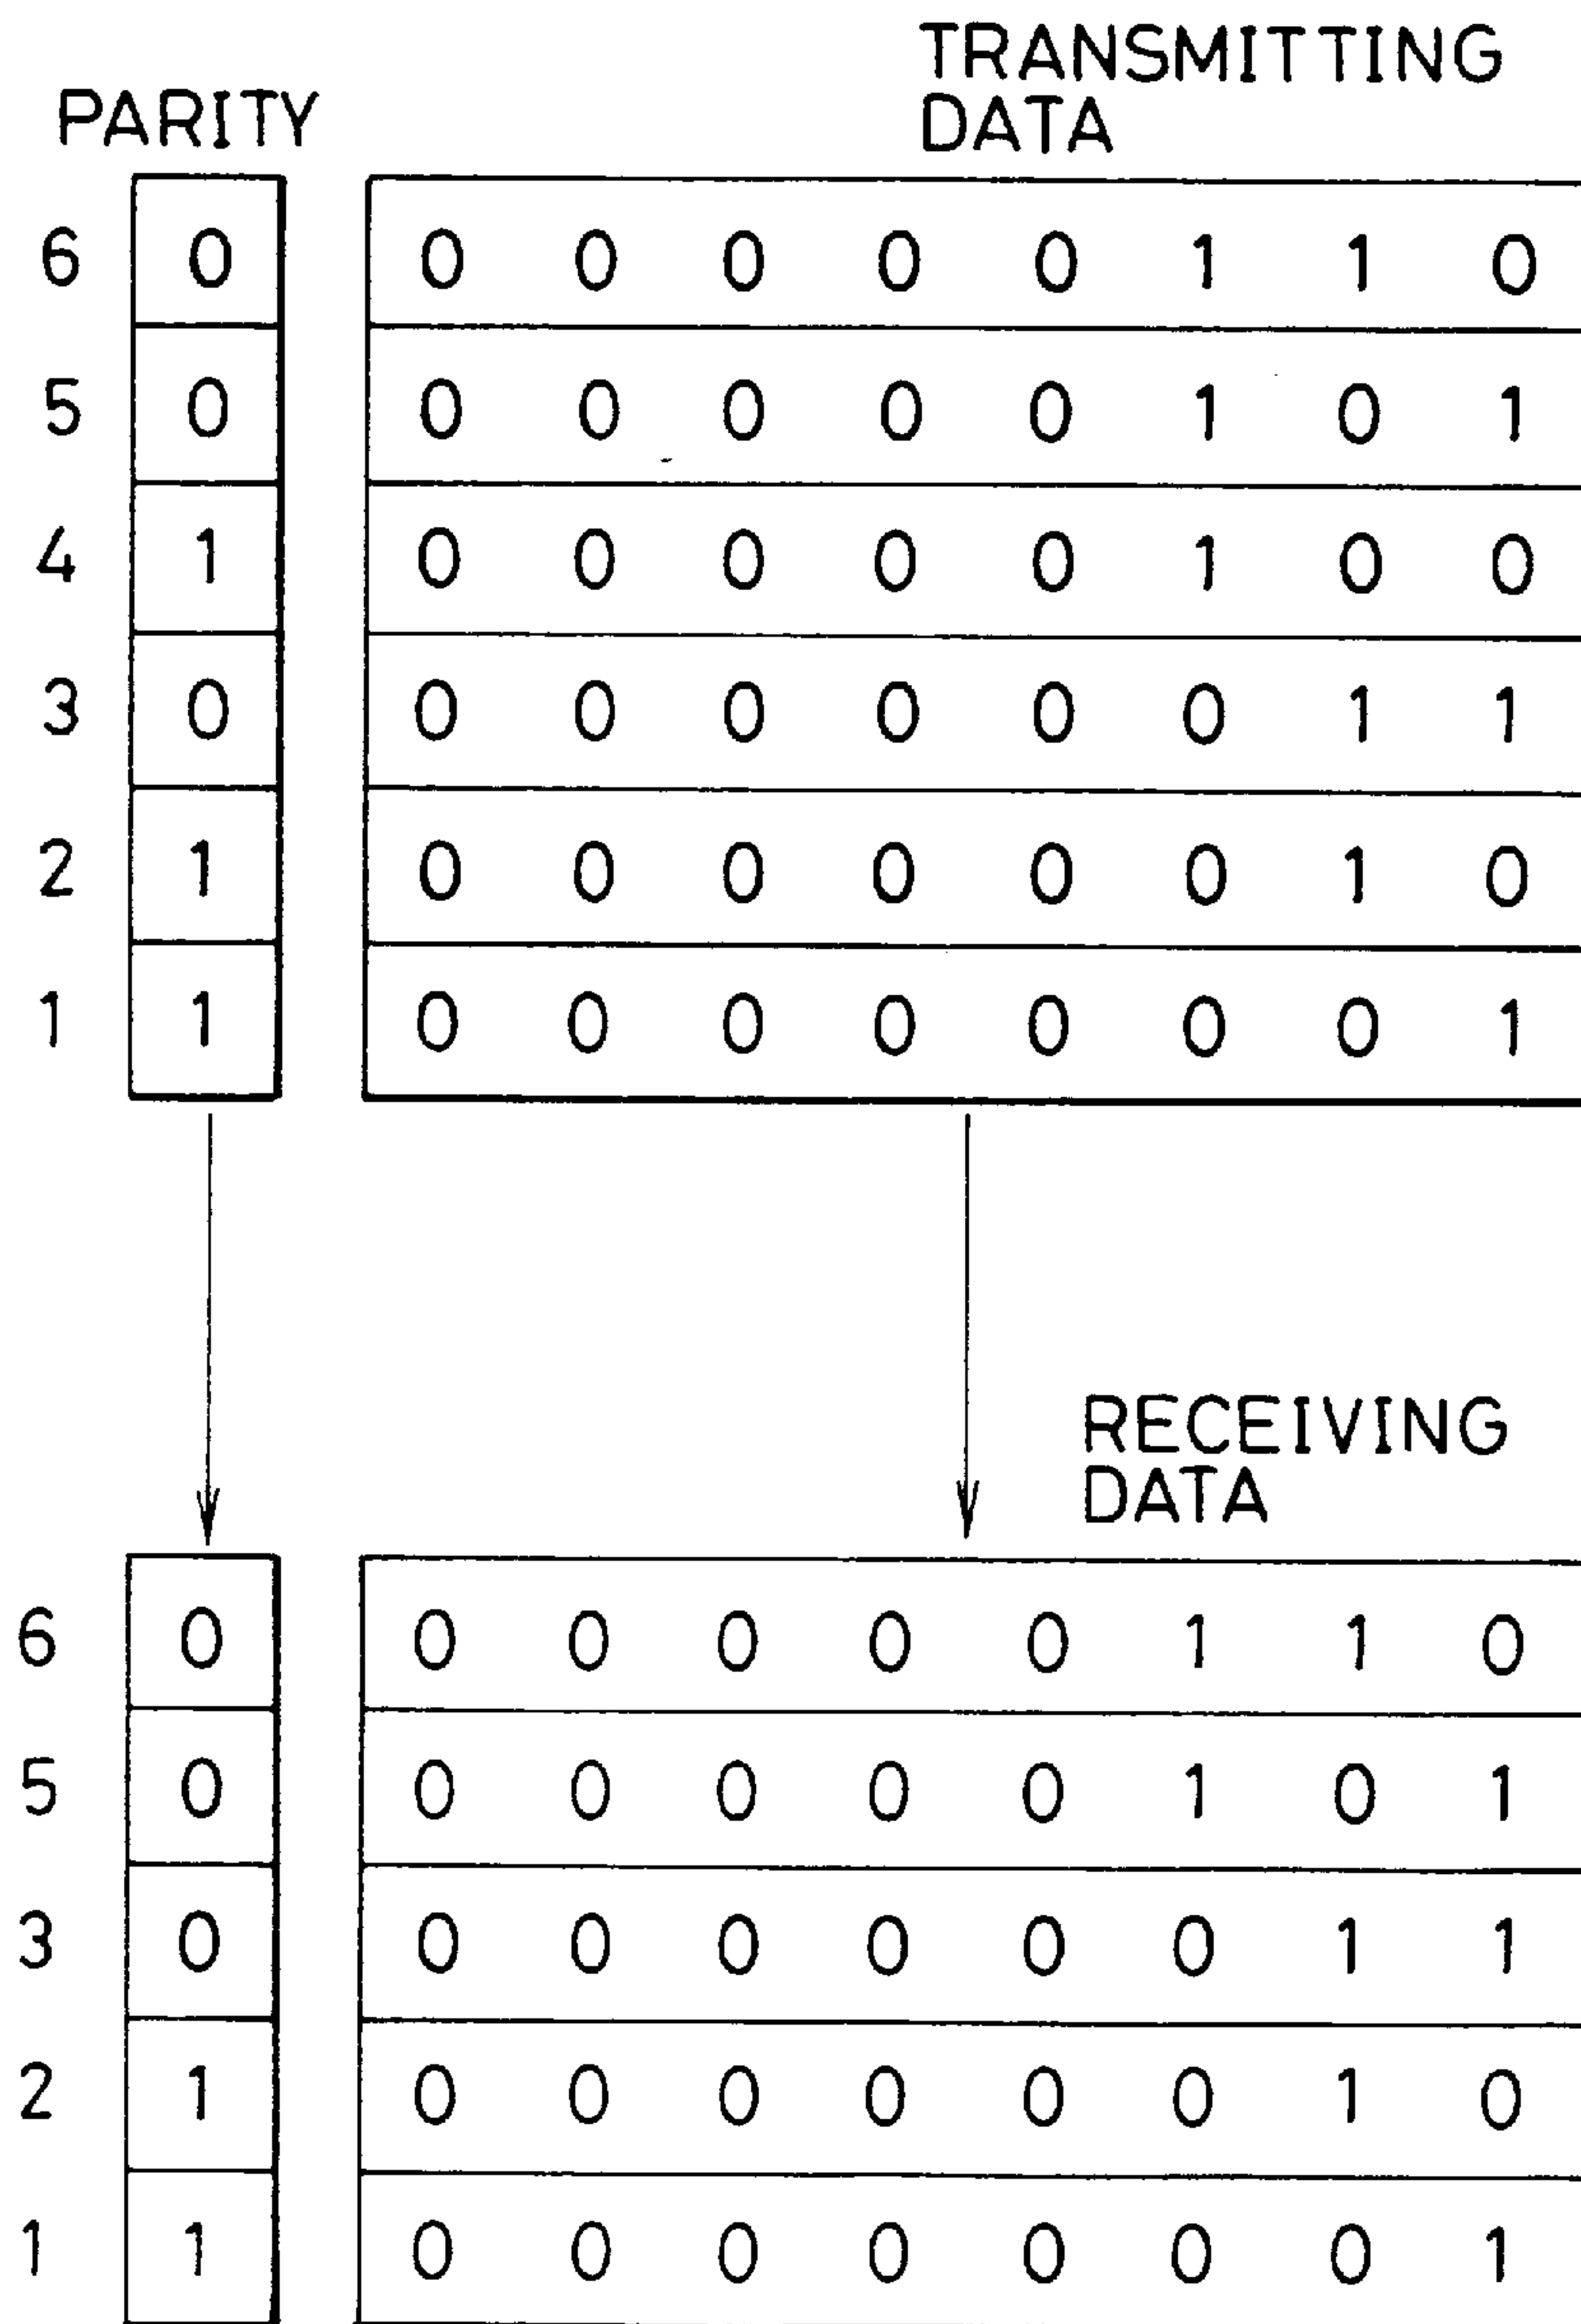 TRANSMITTING
DATA
PARITY
6 0 0 0 0 0 0 1 1 0
5 0 0 0 0 0 0 1 0 1
4 1 0 0 0 0 0 1 0 0
3 0 0 0 0 0 0 0 1 1
2 1 0 0 0 0 0 0 1 0
1 1 0 0 0 0 0 0 0 1
RECEIVING
DATA
6 0 0 0 0 0 0 1 1 0
5 0 0 0 0 0 0 1 0 1
3 0 0 0 0 0 0 0 1 1
2 1 0 0 0 0 0 0 1 0
1 1 0 0 0 0 0 0 0 1